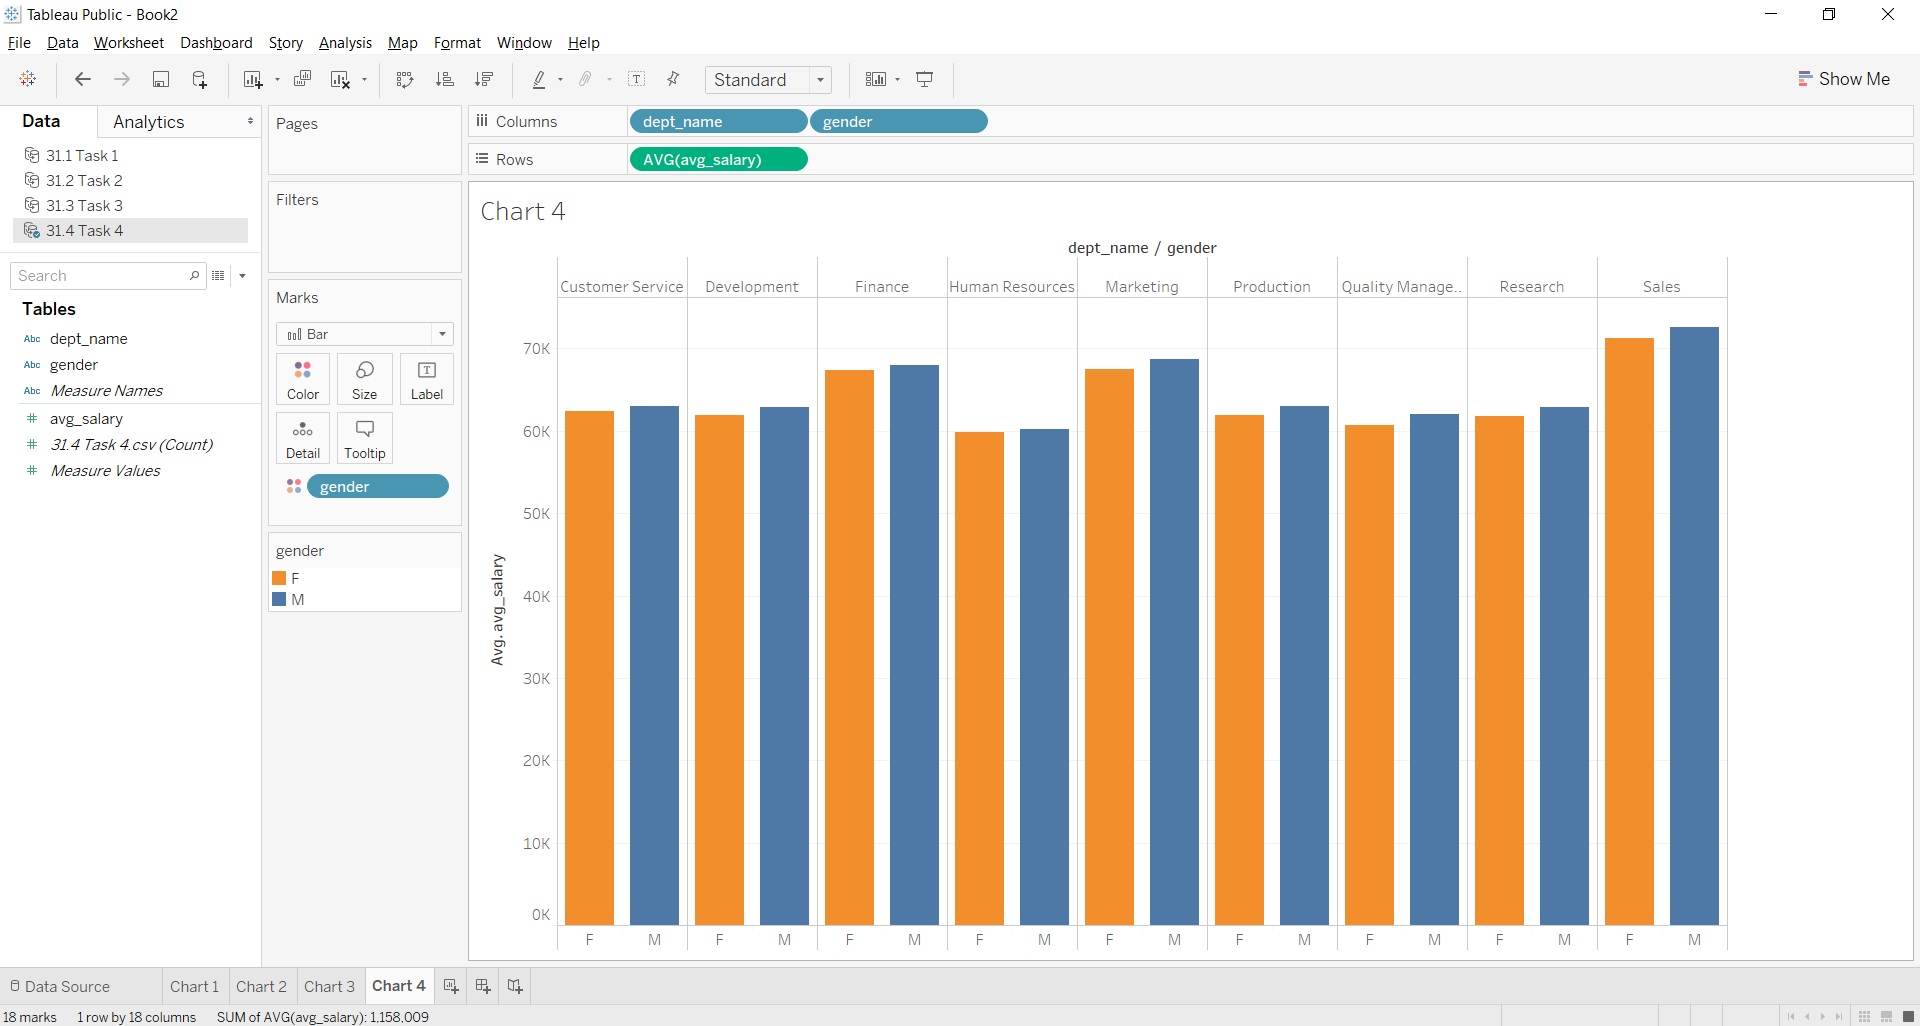 Tableau Public - Book2
File Data Worksheet Dashboard Story Analysis Map Format Window Help
Standard
Show Me
Data Analytics
31.1 Task 1
31.2 Task 2
31.3 Task 3
31.4 Task 4
Search
Tables
Abc dept_name
Abc gender
Abc Measure Names
# avg_salary
# 31.4 Task 4.csv (Count)
# Measure Values
Pages
Filters
Marks
Bar
Color Size Label
Detail Tooltip
gender
gender
F
M
Columns dept_name gender
Rows AVG(avg_salary)
Chart 4
dept_name / gender
Customer Service Development Finance Human Resources Marketing Production Quality Manage.. Research Sales
70K
60K
50K
40K
30K
20K
10K
0K
Avg. avg_salary
F M F M F M F M F M F M F M F M F M
Data Source Chart 1 Chart 2 Chart 3 Chart 4
18 marks 1 row by 18 columns SUM of AVG(avg_salary): 1,158,009